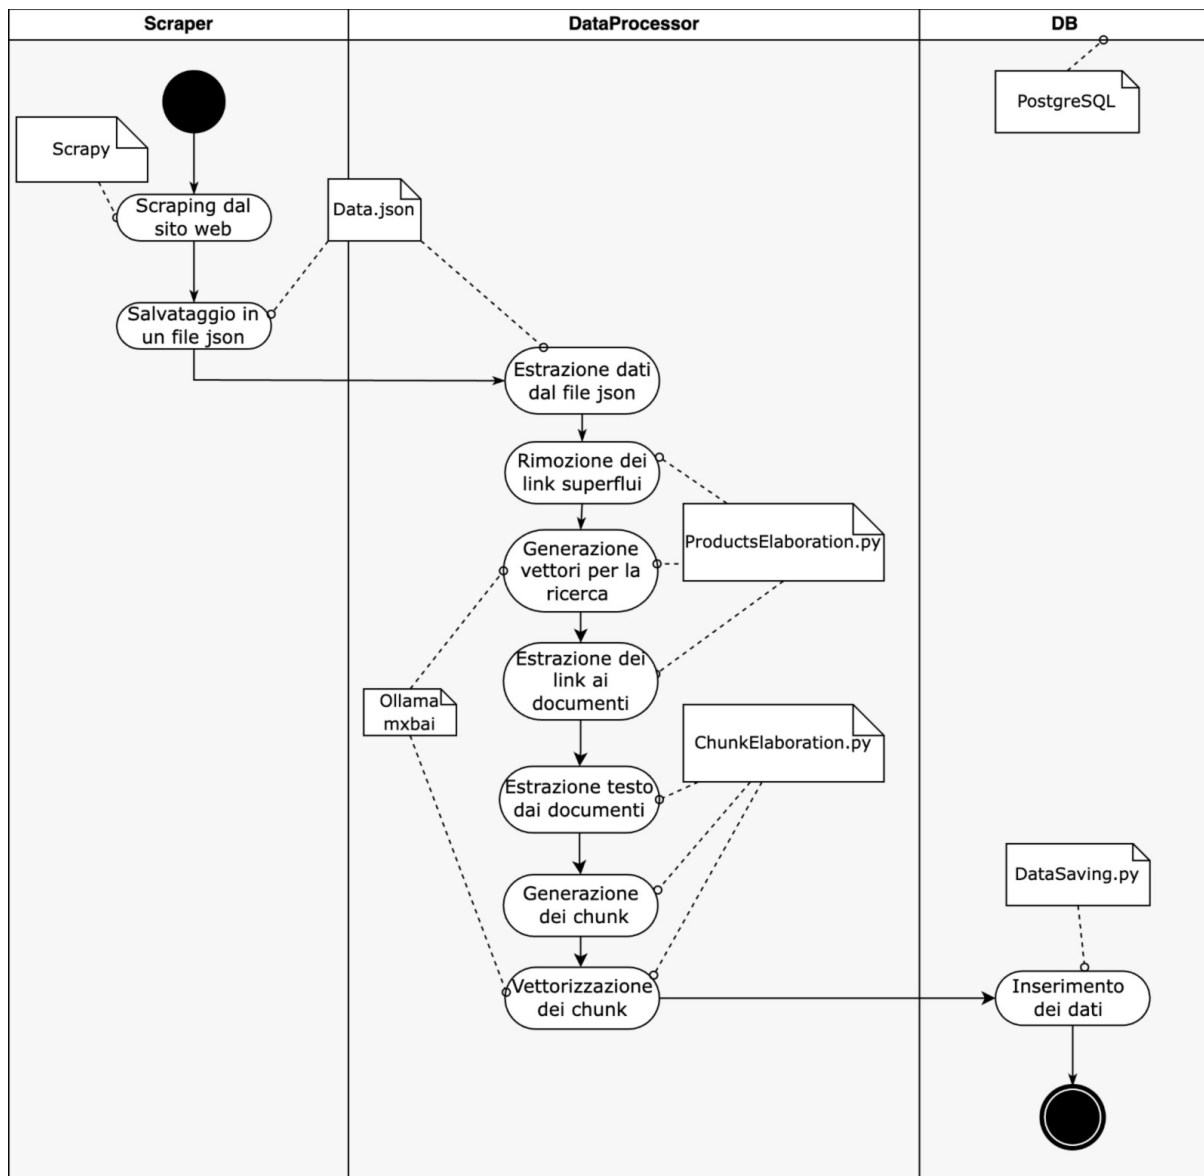 Scraper
DataProcessor
DB
PostgreSQL
Scrapy
Scraping dal
sito web
Data.json
Salvataggio in
un file json
Estrazione dati
dal file json
Rimozione dei
link superflui
ProductsElaboration.py
Generazione
vettori per la
ricerca
Estrazione dei
link ai
documenti
Ollama
mxbai
ChunkElaboration.py
Estrazione testo
dai documenti
Generazione
dei chunk
DataSaving.py
Vettorizzazione
dei chunk
Inserimento
dei dati